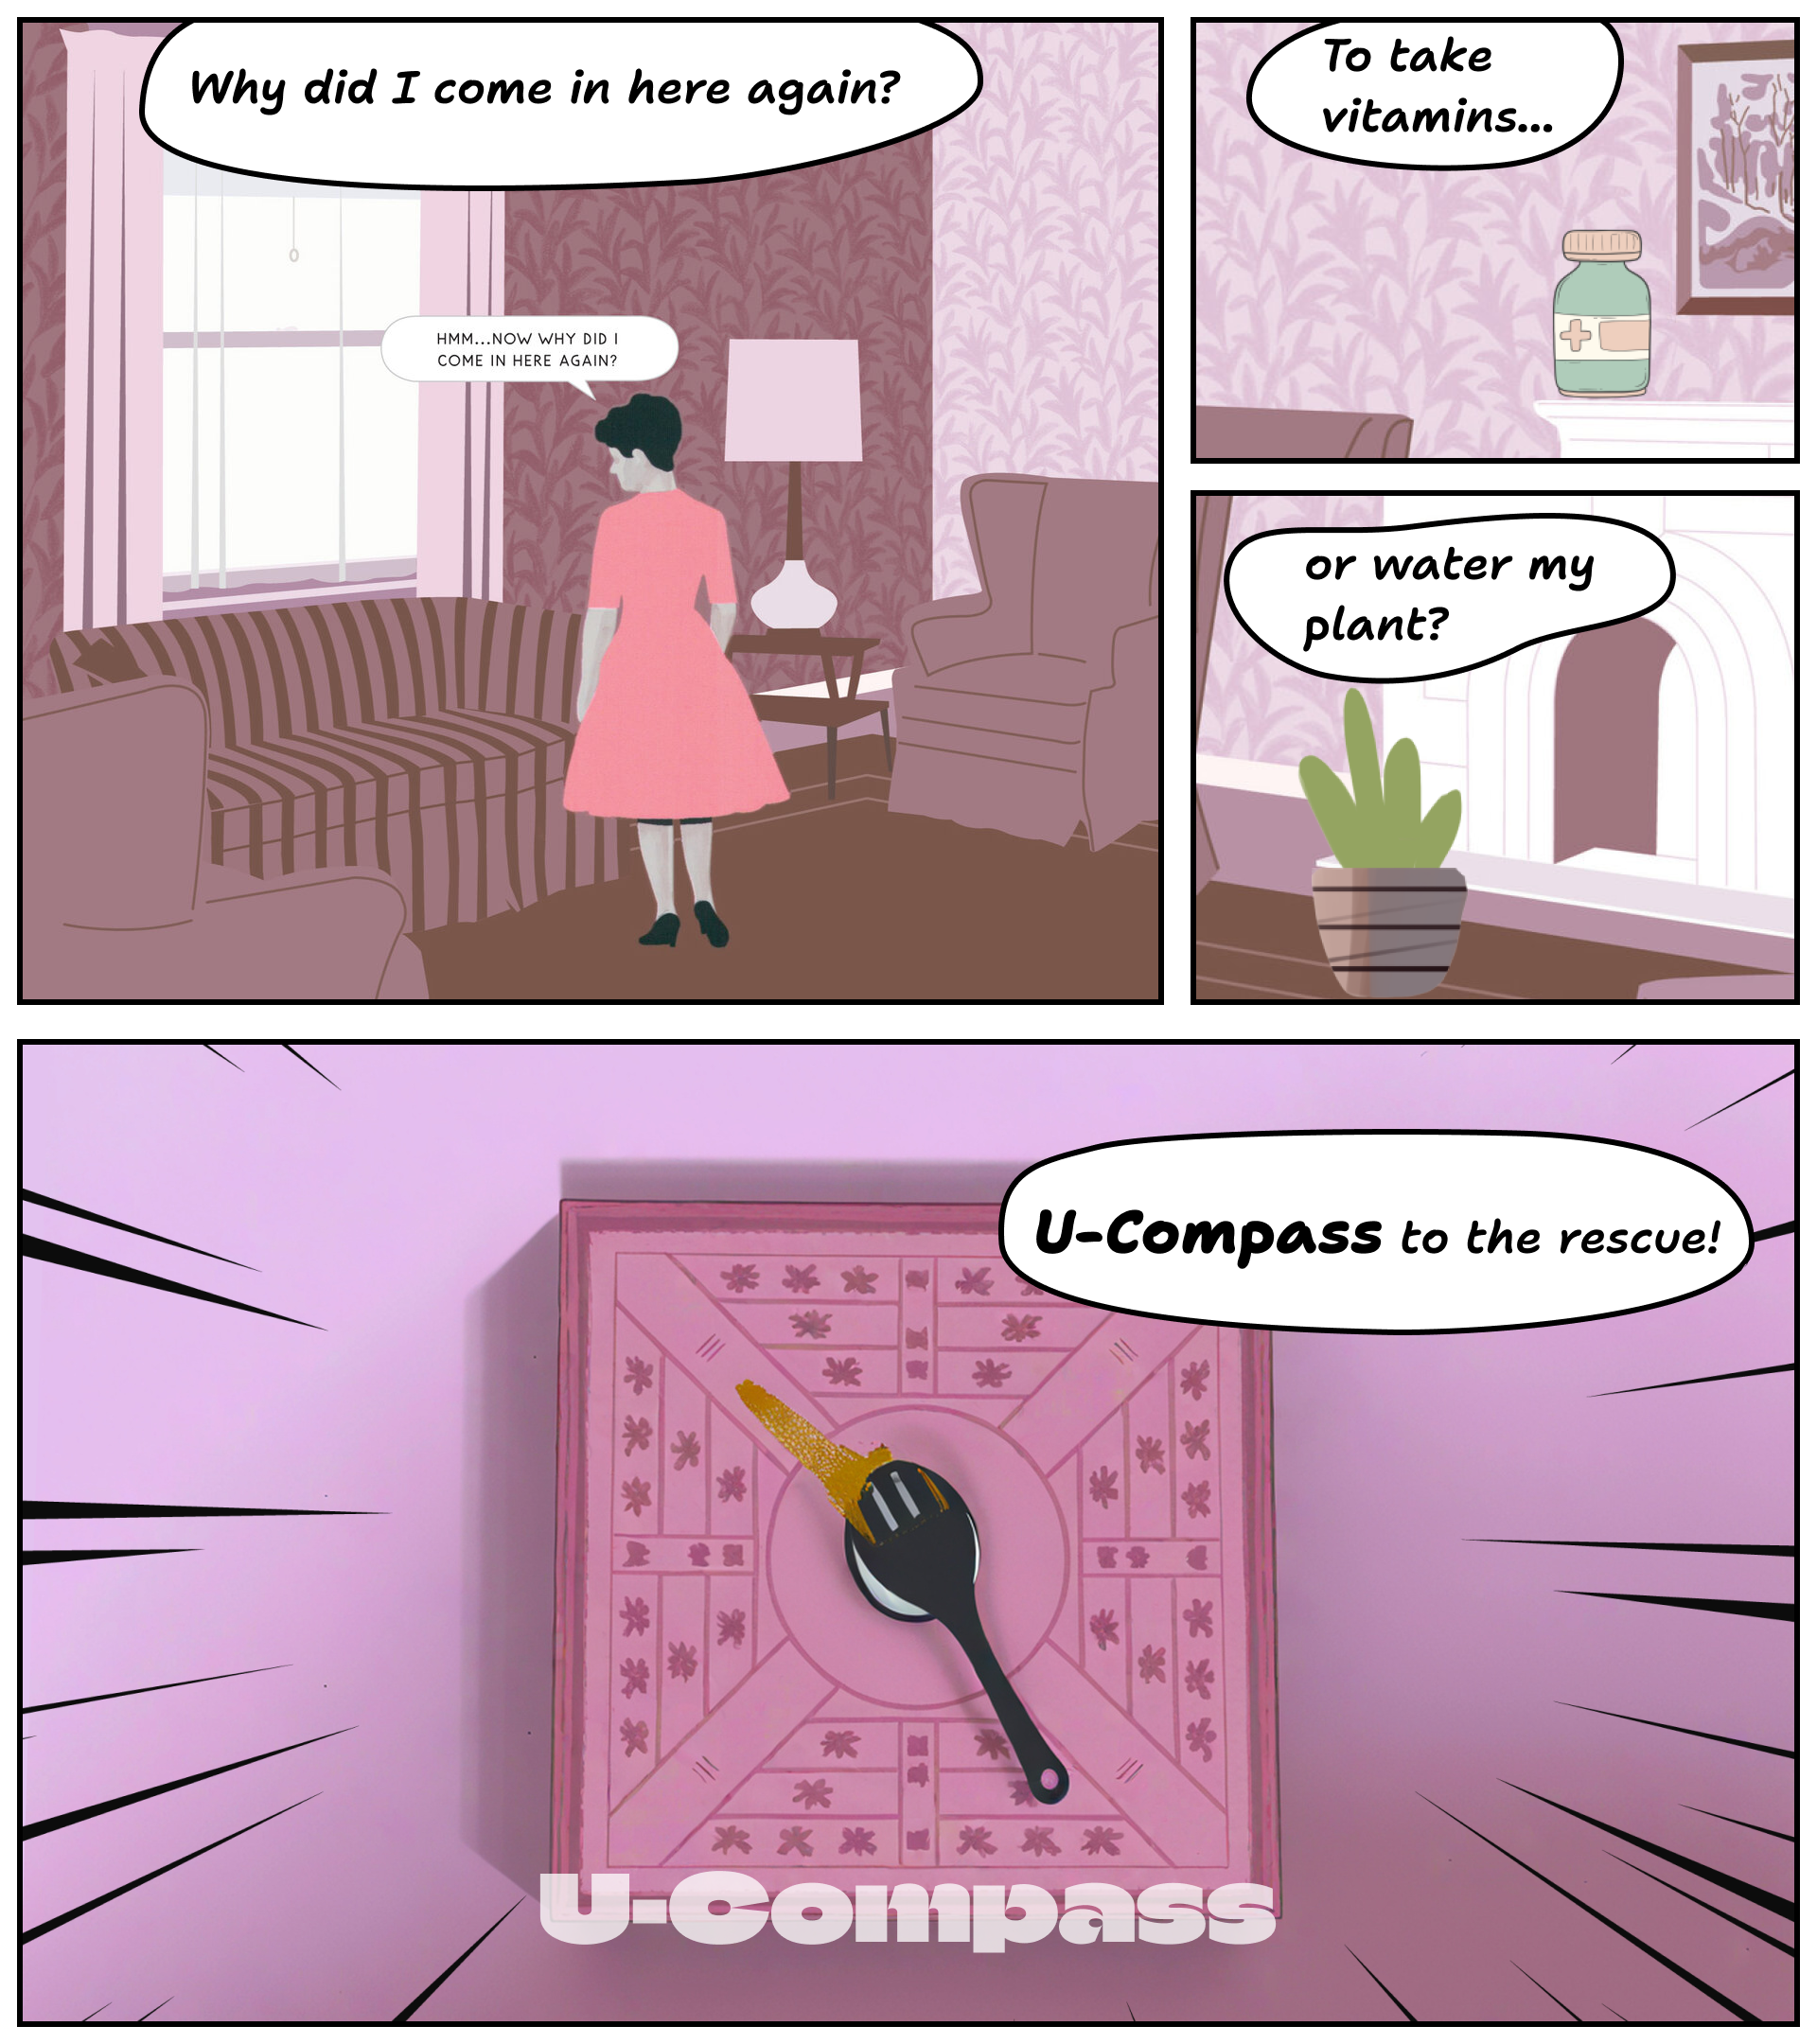 Why did I come in here again?
HMM...NOW WHY DID I
COME IN HERE AGAIN?
To take
vitamins...
or water my
plant?
U-Compass to the rescue!
U-Compass